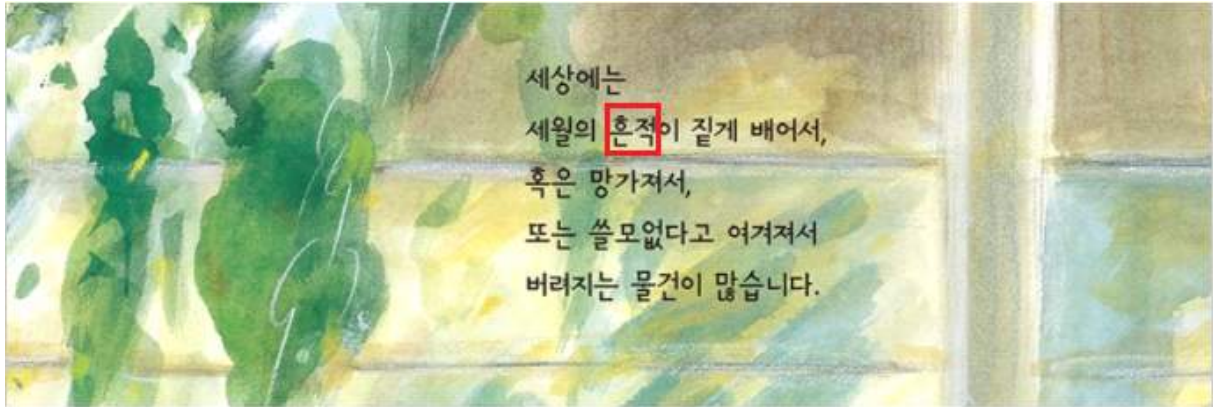 세상에는
세월의 흔적이 짙게 배어서,
혹은 망가져서,
또는 쓸모없다고 여겨져서
버려지는 물건이 많습니다.